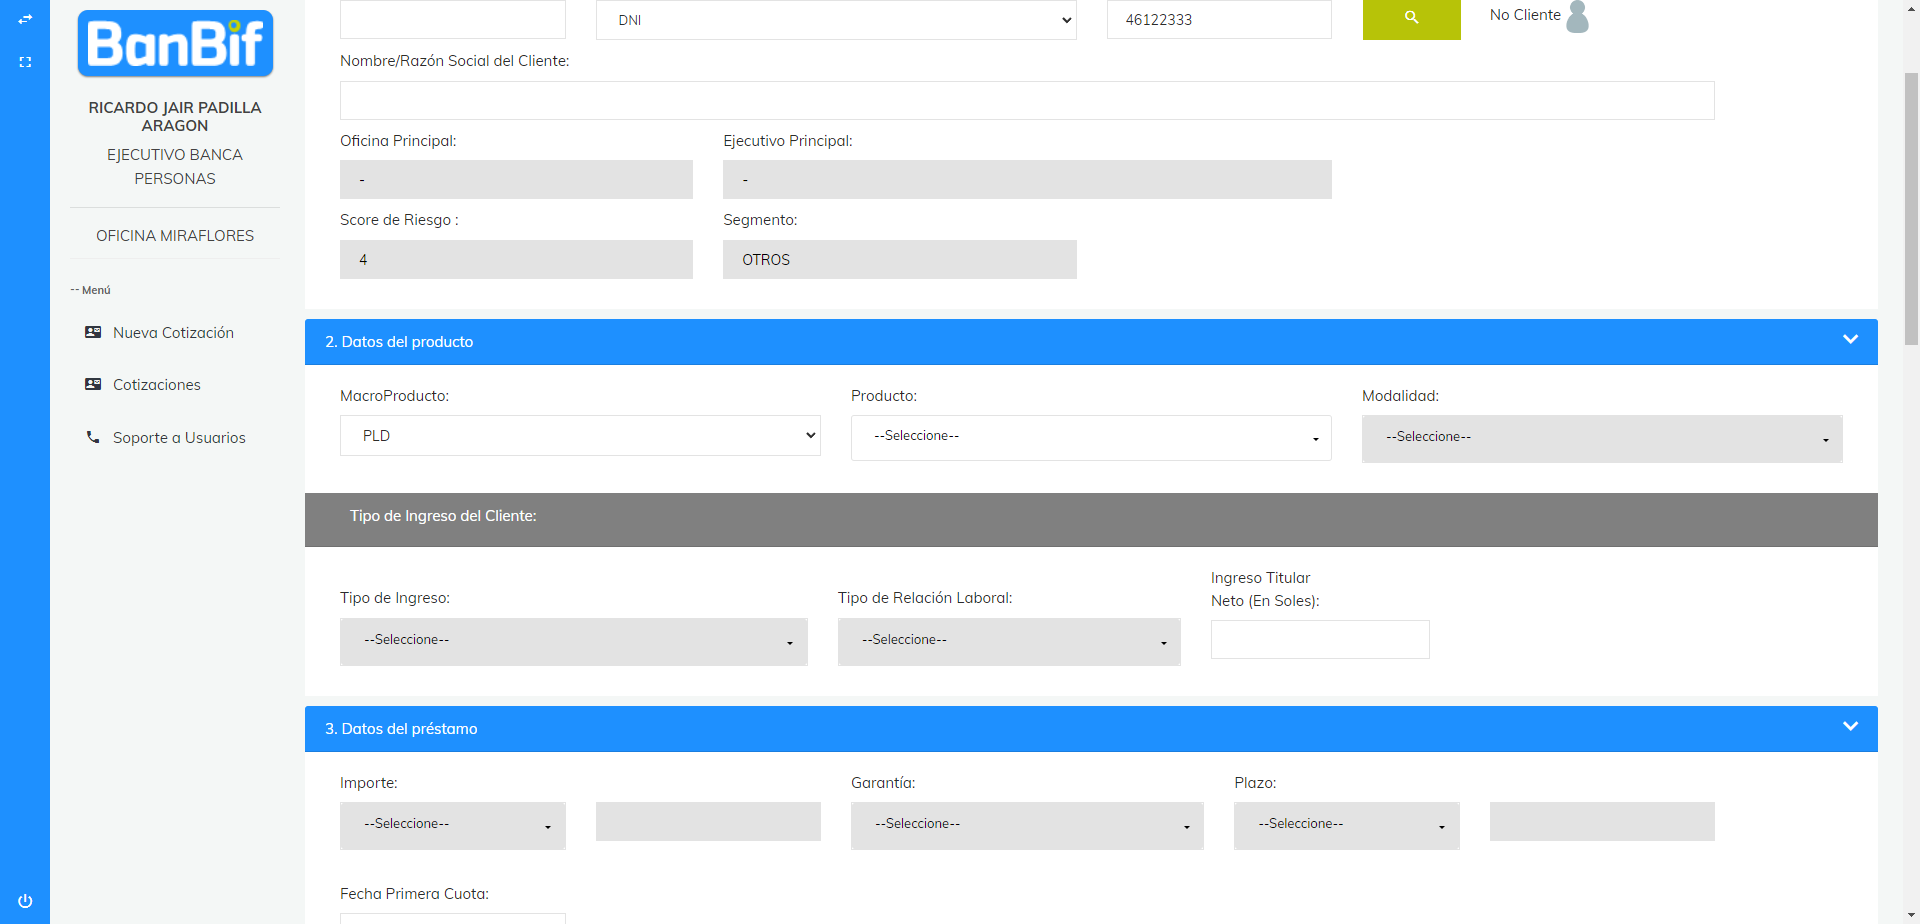 BanBif
RICARDO JAIR PADILLA
ARAGON
EJECUTIVO BANCA
PERSONAS
OFICINA MIRAFLORES
-- Menú
Nueva Cotización
Cotizaciones
Soporte a Usuarios
DNI
46122333
No Cliente
Nombre/Razón Social del Cliente:
Oficina Principal:
Ejecutivo Principal:
-
-
Score de Riesgo :
Segmento:
4
OTROS
2. Datos del producto
MacroProducto:
Producto:
Modalidad:
PLD
--Seleccione--
--Seleccione--
Tipo de Ingreso del Cliente:
Tipo de Ingreso:
Tipo de Relación Laboral:
Ingreso Titular
Neto (En Soles):
--Seleccione--
--Seleccione--
3. Datos del préstamo
Importe:
Garantía:
Plazo:
--Seleccione--
--Seleccione--
--Seleccione--
Fecha Primera Cuota: